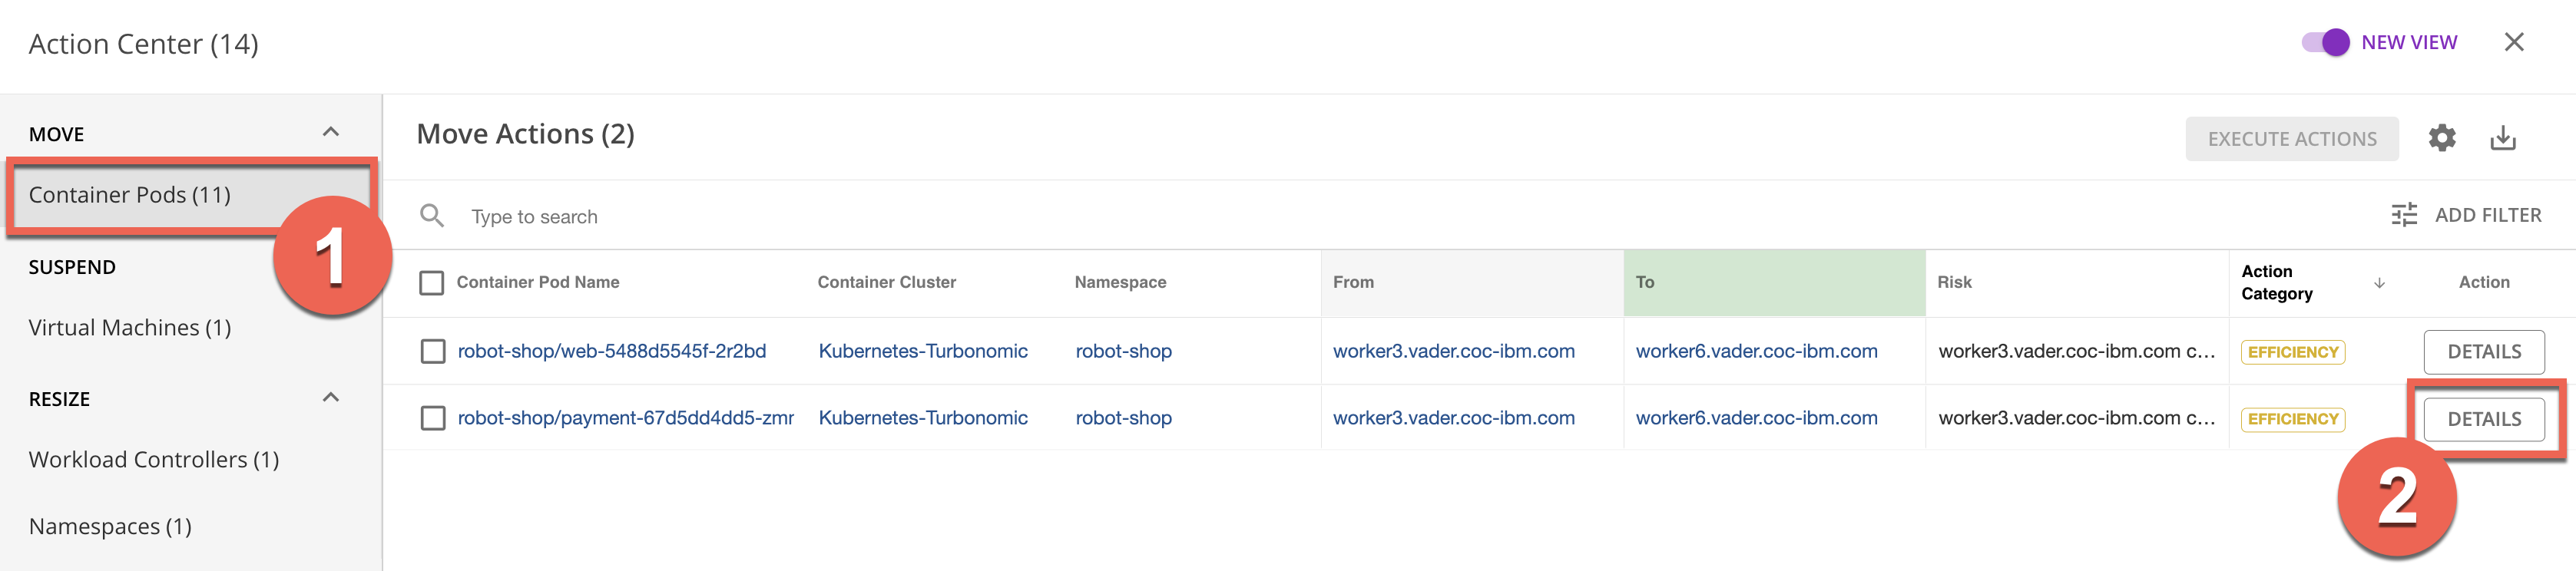 Action Center (14)
NEW VIEW
MOVE
Container Pods (11)
1
SUSPEND
Virtual Machines (1)
RESIZE
Workload Controllers (1)
Namespaces (1)
Move Actions (2)
EXECUTE ACTIONS
Type to search
ADD FILTER
Container Pod Name Container Cluster Namespace From To Risk Action Category Action
robot-shop/web-5488d5545f-2r2bd Kubernetes-Turbonomic robot-shop worker3.vader.coc-ibm.com worker6.vader.coc-ibm.com worker3.vader.coc-ibm.com c... EFFICIENCY DETAILS
robot-shop/payment-67d5dd4dd5-zmr Kubernetes-Turbonomic robot-shop worker3.vader.coc-ibm.com worker6.vader.coc-ibm.com worker3.vader.coc-ibm.com c... EFFICIENCY DETAILS
2